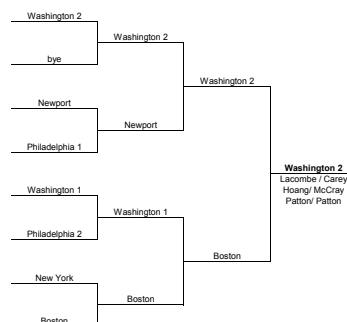 Washington 2
Washington 2
bye
Washington 2
Newport
Newport
Philadelphia 1
Washington 2
Lacombe / Carey
Hoang/ McCray
Patton/ Patton
Washington 1
Washington 1
Philadelphia 2
Boston
New York
Boston
Boston